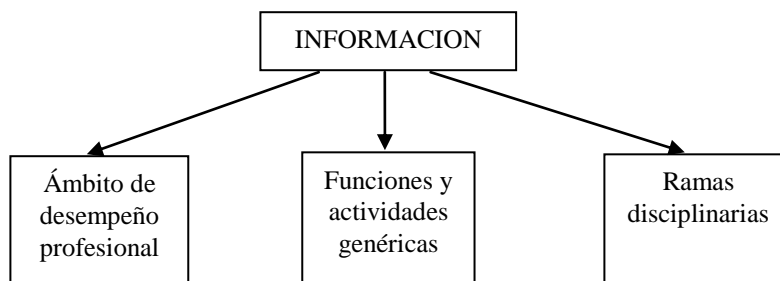 INFORMACION
Ámbito de
desempeño
profesional
Funciones y
actividades
genéricas
Ramas
disciplinarias